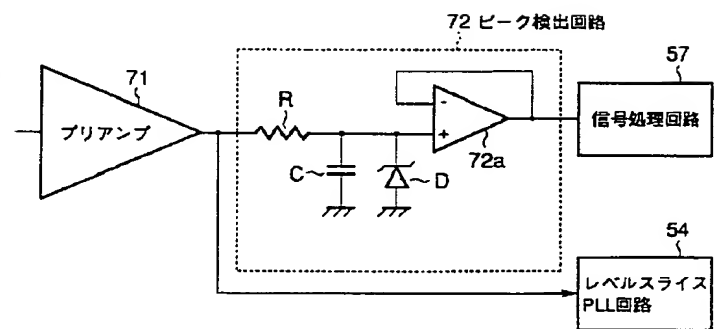 72 ピーク検出回路
71
プリアンプ
R
C
D
-
+
72a
57
信号処理回路
54
レベルスライス
PLL回路